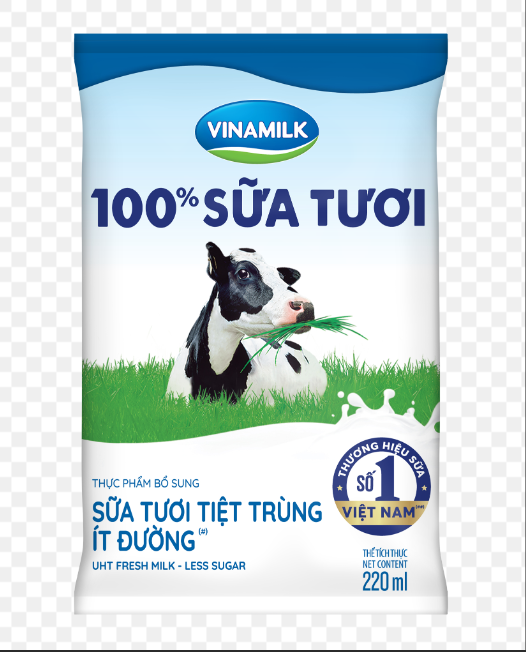 VINAMILK
100% SỮA TƯƠI
THỰC PHẨM BỔ SUNG
SỮA TƯƠI TIỆT TRÙNG
ÍT ĐƯỜNG (#)
UHT FRESH MILK - LESS SUGAR
THƯƠNG HIỆU SỮA
SỐ 1
VIỆT NAM(##)
THỂ TÍCH THỰC
NET CONTENT
220 ml